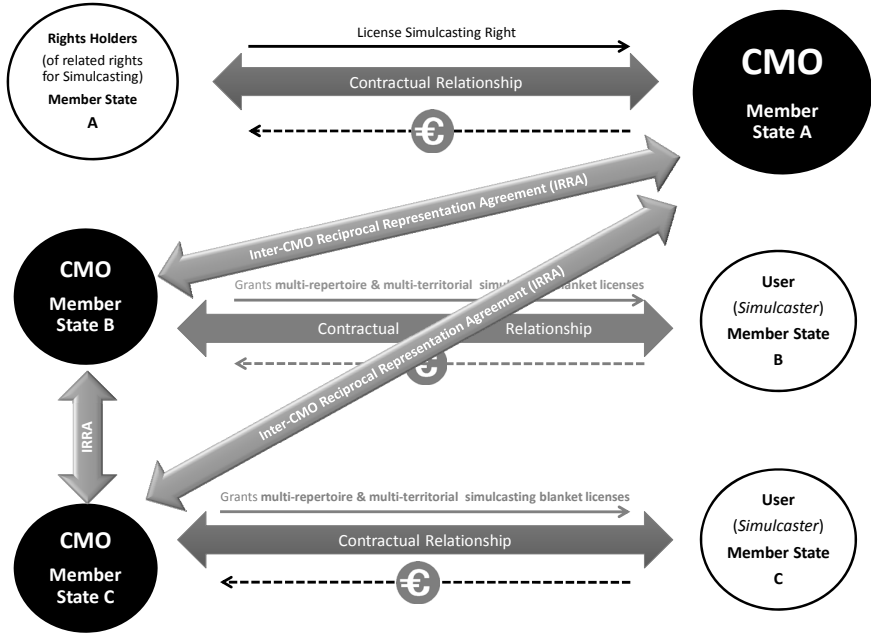 Rights Holders
(of related rights
for Simulcasting)
Member State
A
License Simulcasting Right
Contractual Relationship
€
CMO
Member
State A
Inter-CMO Reciprocal Representation Agreement (IRRA)
Inter-CMO Reciprocal Representation Agreement (IRRA)
CMO
Member
State B
Grants multi-repertoire & multi-territorial blanket licenses
Contractual Relationship
€
User
(Simulcaster)
Member State
B
IRRA
CMO
Member
State C
Grants multi-repertoire & multi-territorial simulcasting blanket licenses
Contractual Relationship
€
User
(Simulcaster)
Member State
C